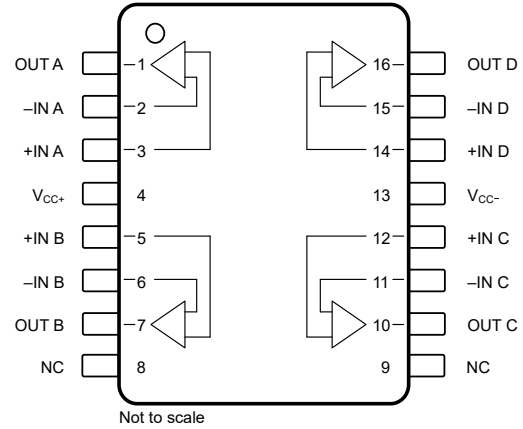 OUT A 1 16 OUT D
–IN A 2 15 –IN D
+IN A 3 14 +IN D
VCC+ 4 13 VCC−
+IN B 5 12 +IN C
–IN B 6 11 –IN C
OUT B 7 10 OUT C
NC 8 9 NC
Not to scale